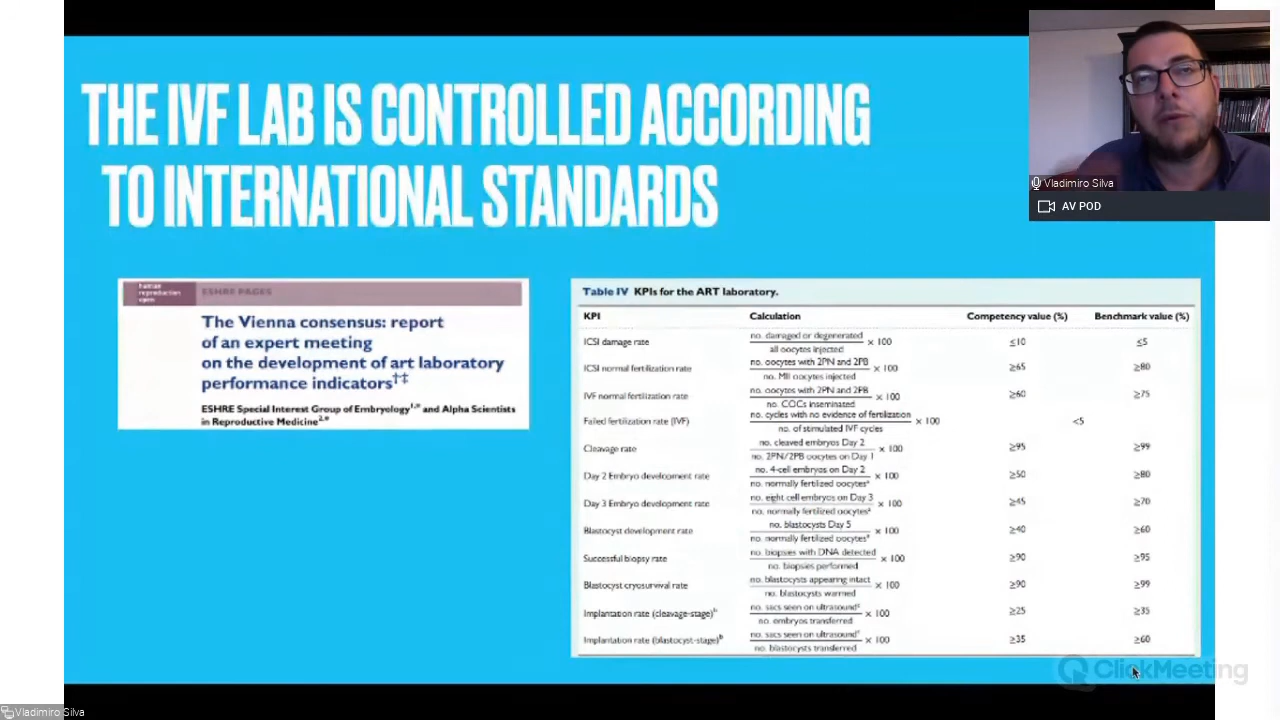 THE IVF LAB IS CONTROLLED ACCORDING
TO INTERNATIONAL STANDARDS
human
reproduction
open
ESHRE PAGES
The Vienna consensus: report
of an expert meeting
on the development of art laboratory
performance indicators†‡
ESHRE Special Interest Group of Embryology1,* and Alpha Scientists
in Reproductive Medicine2,*
Table IV KPIs for the ART laboratory.
KPI Calculation Competency value (%) Benchmark value (%)
ICSI damage rate no. damaged or degenerated / all oocytes injected × 100 ≤10 ≤5
ICSI normal fertilization rate no. oocytes with 2PN and 2PB / no. MII oocytes injected × 100 ≥65 ≥80
IVF normal fertilization rate no. oocytes with 2PN and 2PB / no. COCs inseminated × 100 ≥60 ≥75
Failed fertilization rate (IVF) no. cycles with no evidence of fertilization / no. of stimulated IVF cycles × 100 <5
Cleavage rate no. cleaved embryos Day 2 / no. 2PN/2PB oocytes on Day 1 × 100 ≥95 ≥99
Day 2 Embryo development rate no. 4-cell embryos on Day 2 / no. normally fertilized oocytesa × 100 ≥50 ≥80
Day 3 Embryo development rate no. eight cell embryos on Day 3 / no. normally fertilized oocytesa × 100 ≥45 ≥70
Blastocyst development rate no. blastocysts Day 5 / no. normally fertilized oocytesa × 100 ≥40 ≥60
Successful biopsy rate no. biopsies with DNA detected / no. biopsies performed × 100 ≥90 ≥95
Blastocyst cryosurvival rate no. blastocysts appearing intact / no. blastocysts warmed × 100 ≥90 ≥99
Implantation rate (cleavage-stage)b no. sacs seen on ultrasoundc / no. embryos transferred × 100 ≥25 ≥35
Implantation rate (blastocyst-stage)b no. sacs seen on ultrasoundc / no. blastocysts transferred × 100 ≥35 ≥60
Vladimiro Silva
AV POD
ClickMeeting
Vladimiro Silva